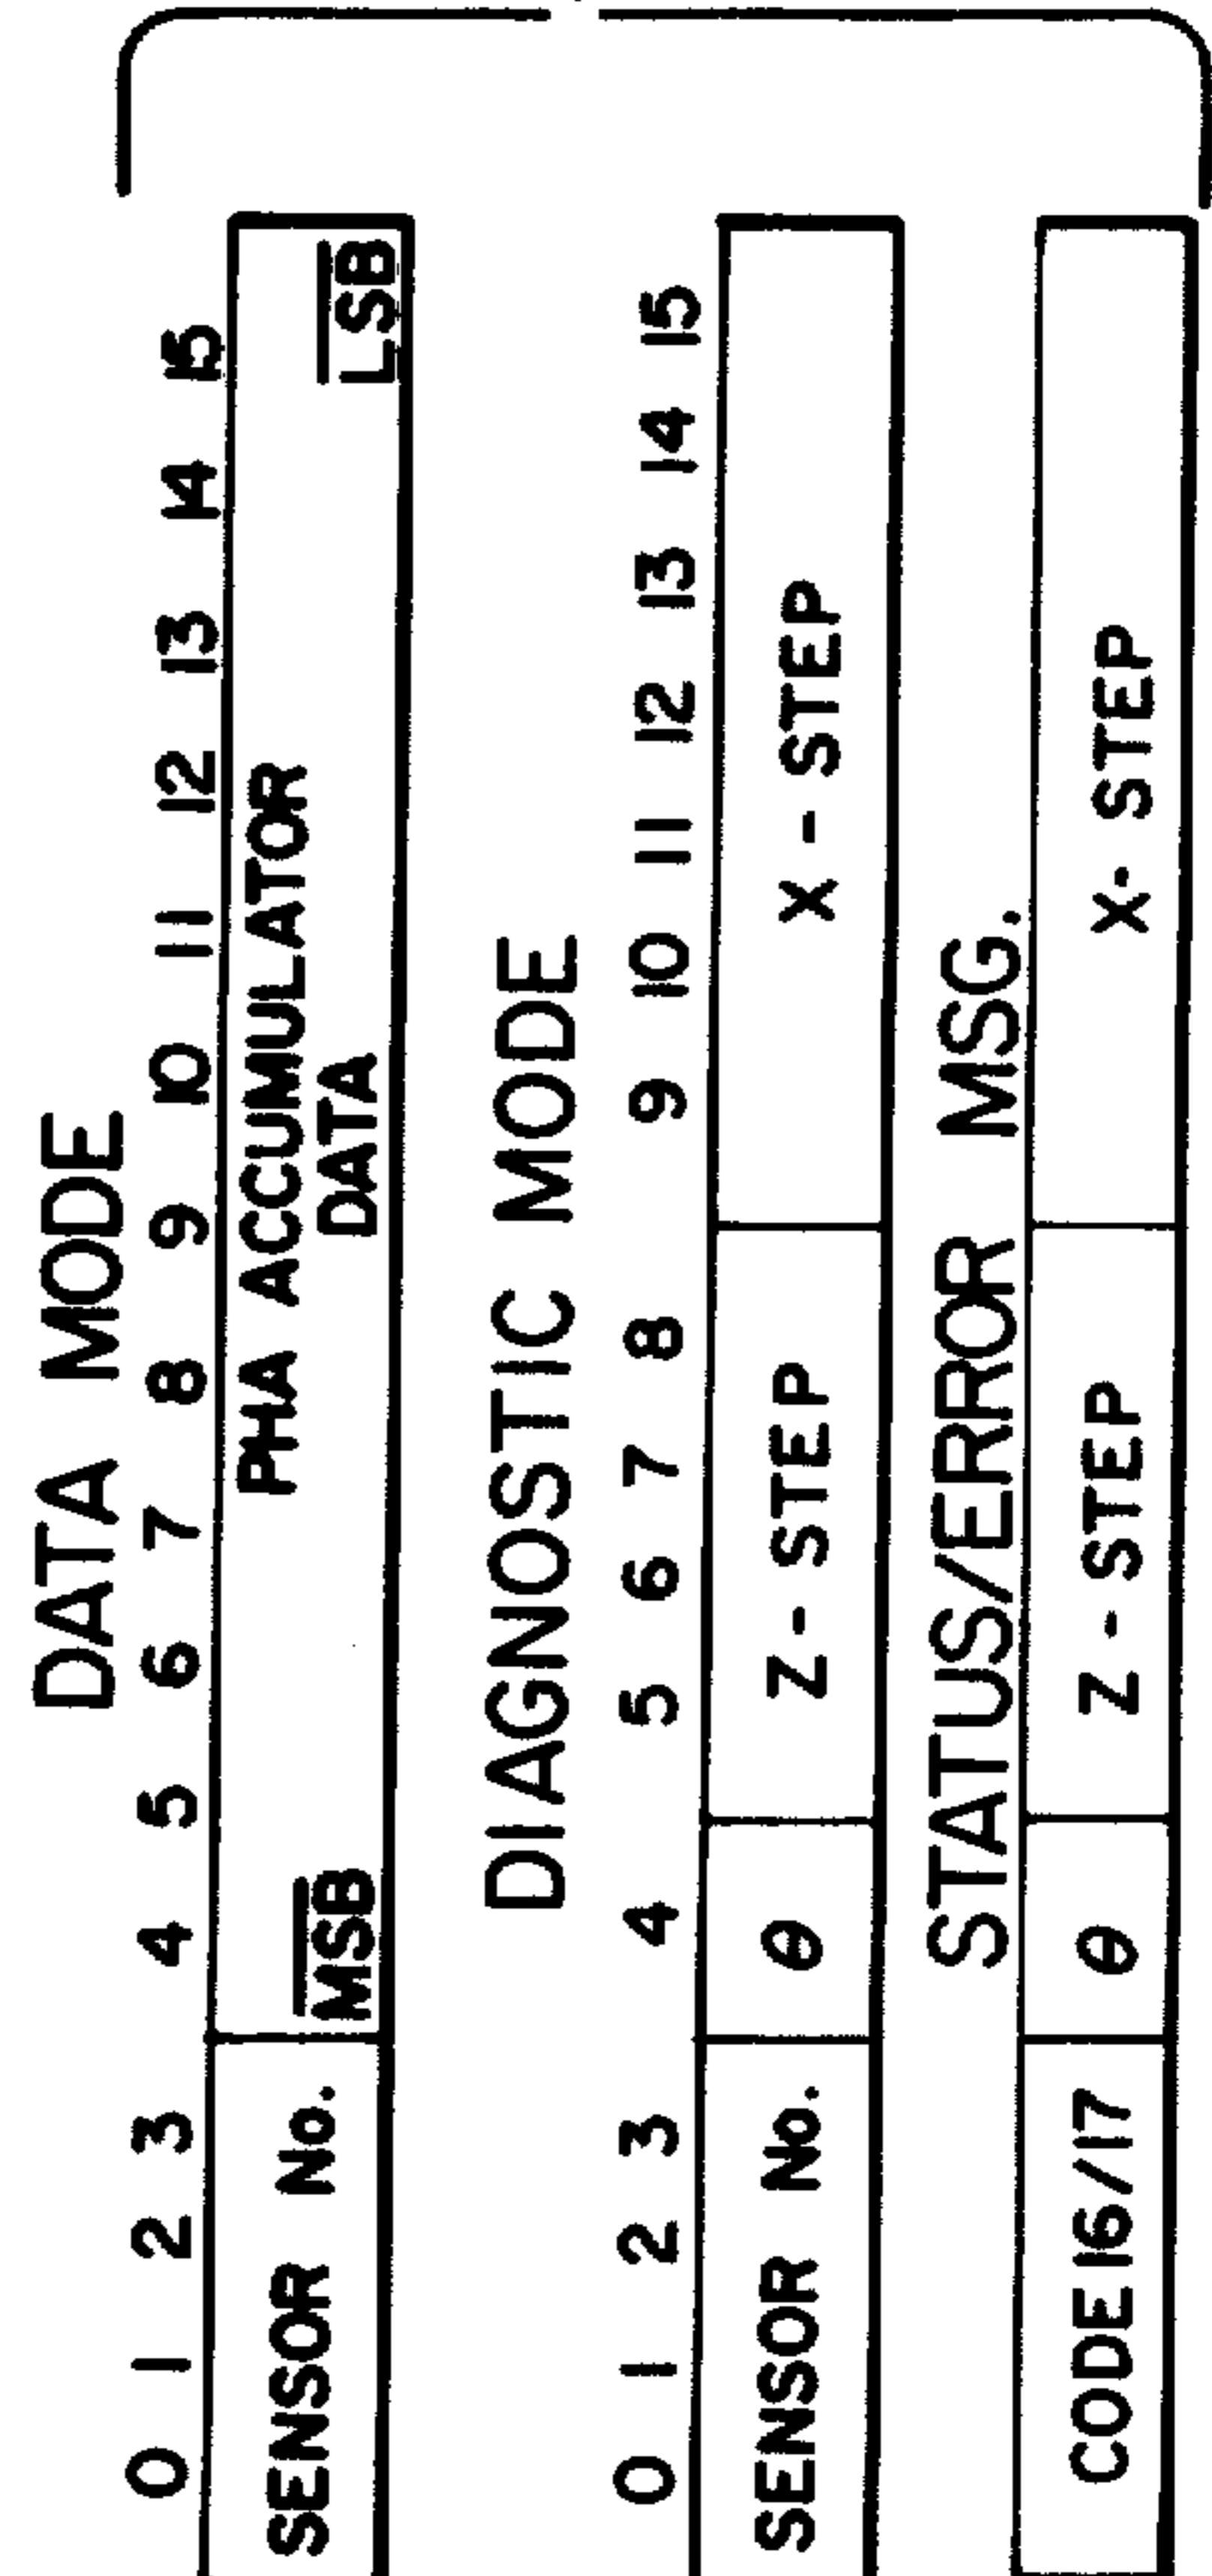 DATA MODE
0 1 2 3 4 5 6 7 8 9 10 11 12 13 14 15
SENSOR No. MSB PHA ACCUMULATOR DATA LSB
DIAGNOSTIC MODE
0 1 2 3 4 5 6 7 8 9 10 11 12 13 14 15
SENSOR No. θ Z - STEP X - STEP
STATUS/ERROR MSG.
CODE 16/17 θ Z - STEP X- STEP